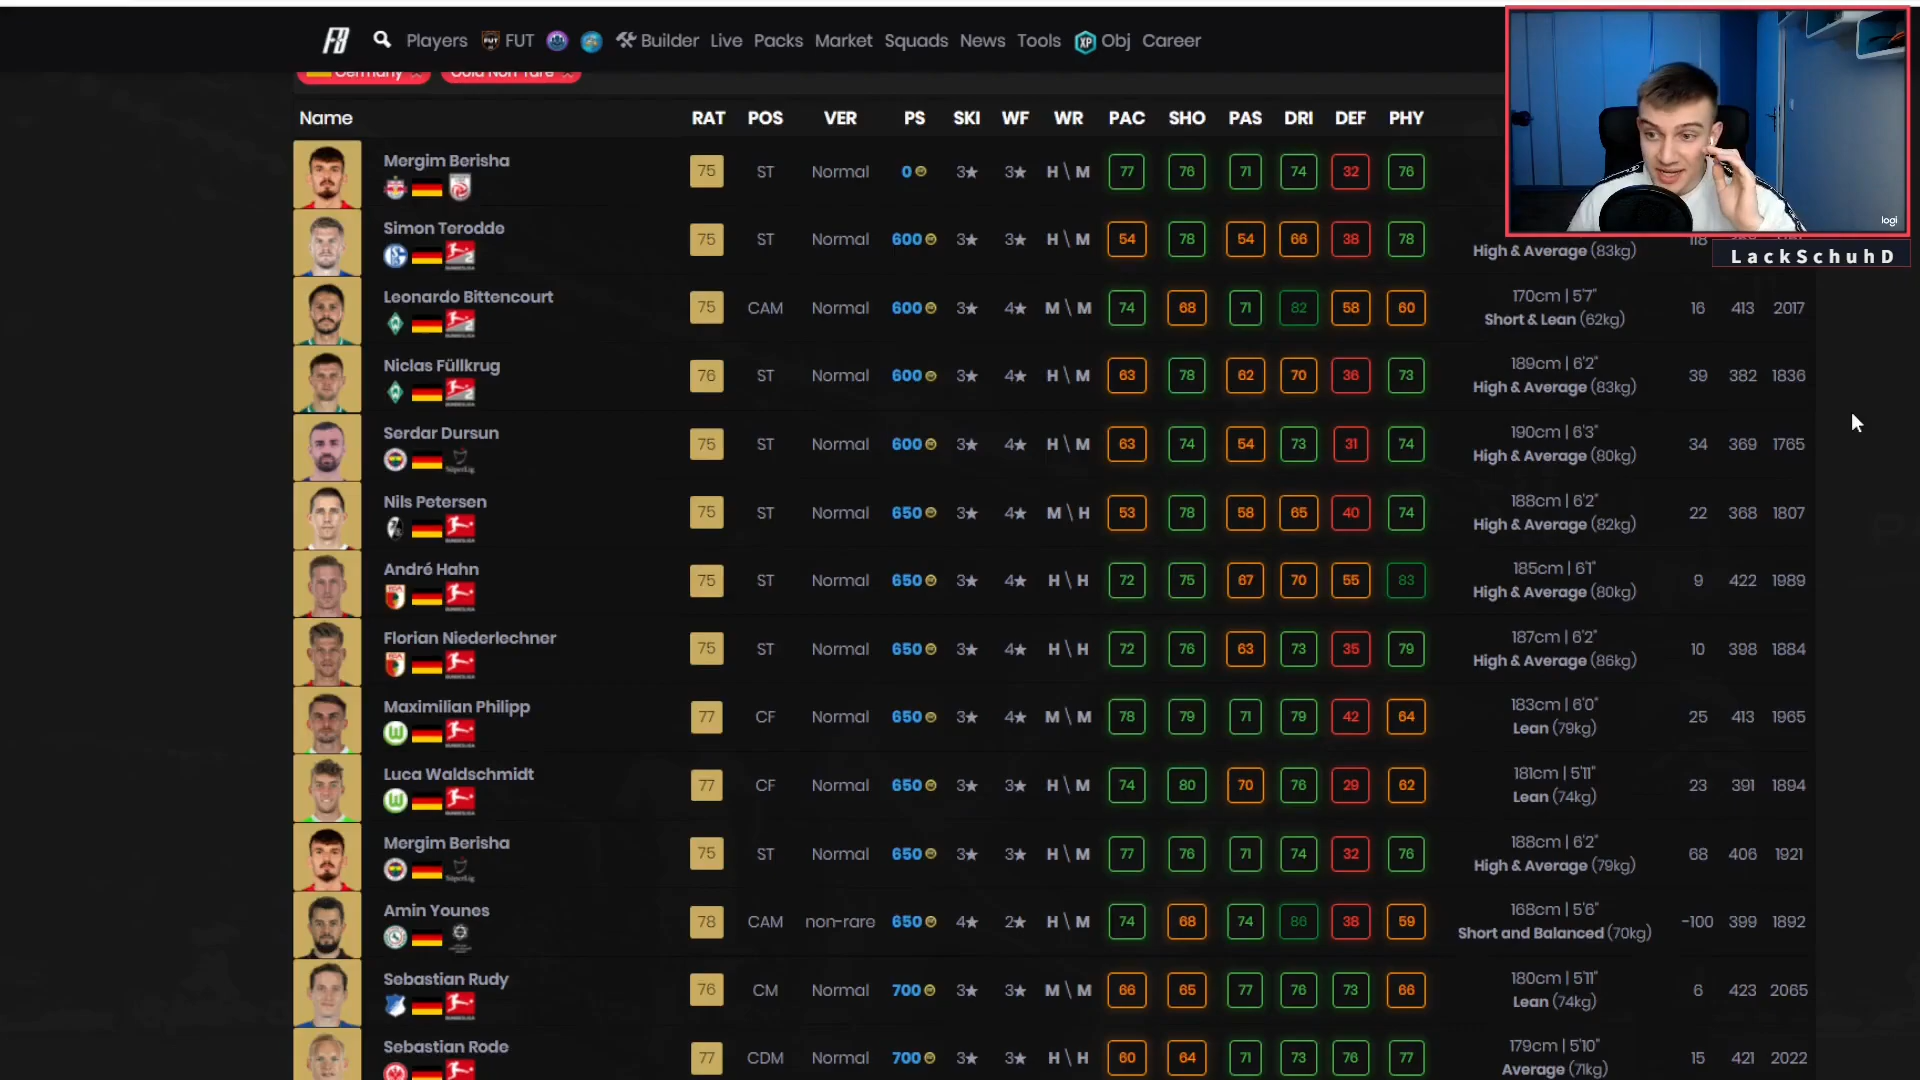 Players FUT Builder Live Packs Market Squads News Tools XP Obj Career
Germany Gold Non-rare
Name RAT POS VER PS SKI WF WR PAC SHO PAS DRI DEF PHY
Mergim Berisha
75 ST Normal 0 3★ 3★ H \ M 77 76 71 74 32 76
Simon Terodde
75 ST Normal 600 3★ 3★ H \ M 54 78 54 66 38 78
High & Average (83kg)
Leonardo Bittencourt
75 CAM Normal 600 3★ 4★ M \ M 74 68 71 82 58 60
170cm | 5'7"
Short & Lean (62kg)
16 413 2017
Niclas Füllkrug
76 ST Normal 600 3★ 4★ H \ M 63 78 62 70 36 73
189cm | 6'2"
High & Average (83kg)
39 382 1836
Serdar Dursun
75 ST Normal 600 3★ 4★ H \ M 63 74 54 73 31 74
190cm | 6'3"
High & Average (80kg)
34 369 1765
Nils Petersen
75 ST Normal 650 3★ 4★ M \ H 53 78 58 65 40 74
188cm | 6'2"
High & Average (82kg)
22 368 1807
André Hahn
75 ST Normal 650 3★ 4★ H \ H 72 75 67 70 55 83
185cm | 6'1"
High & Average (80kg)
9 422 1989
Florian Niederlechner
75 ST Normal 650 3★ 4★ H \ H 72 76 63 73 35 79
187cm | 6'2"
High & Average (86kg)
10 398 1884
Maximilian Philipp
77 CF Normal 650 3★ 4★ M \ M 78 79 71 79 42 64
183cm | 6'0"
Lean (79kg)
25 413 1965
Luca Waldschmidt
77 CF Normal 650 3★ 3★ H \ M 74 80 70 76 29 62
181cm | 5'11"
Lean (74kg)
23 391 1894
Mergim Berisha
75 ST Normal 650 3★ 3★ H \ M 77 76 71 74 32 76
188cm | 6'2"
High & Average (79kg)
68 406 1921
Amin Younes
78 CAM non-rare 650 4★ 2★ H \ M 74 68 74 86 38 59
168cm | 5'6"
Short and Balanced (70kg)
-100 399 1892
Sebastian Rudy
76 CM Normal 700 3★ 3★ M \ M 66 65 77 76 73 66
180cm | 5'11"
Lean (74kg)
6 423 2065
Sebastian Rode
77 CDM Normal 700 3★ 3★ H \ H 60 64 71 73 76 77
179cm | 5'10"
Average (71kg)
15 421 2022
logi
LackSchuhD